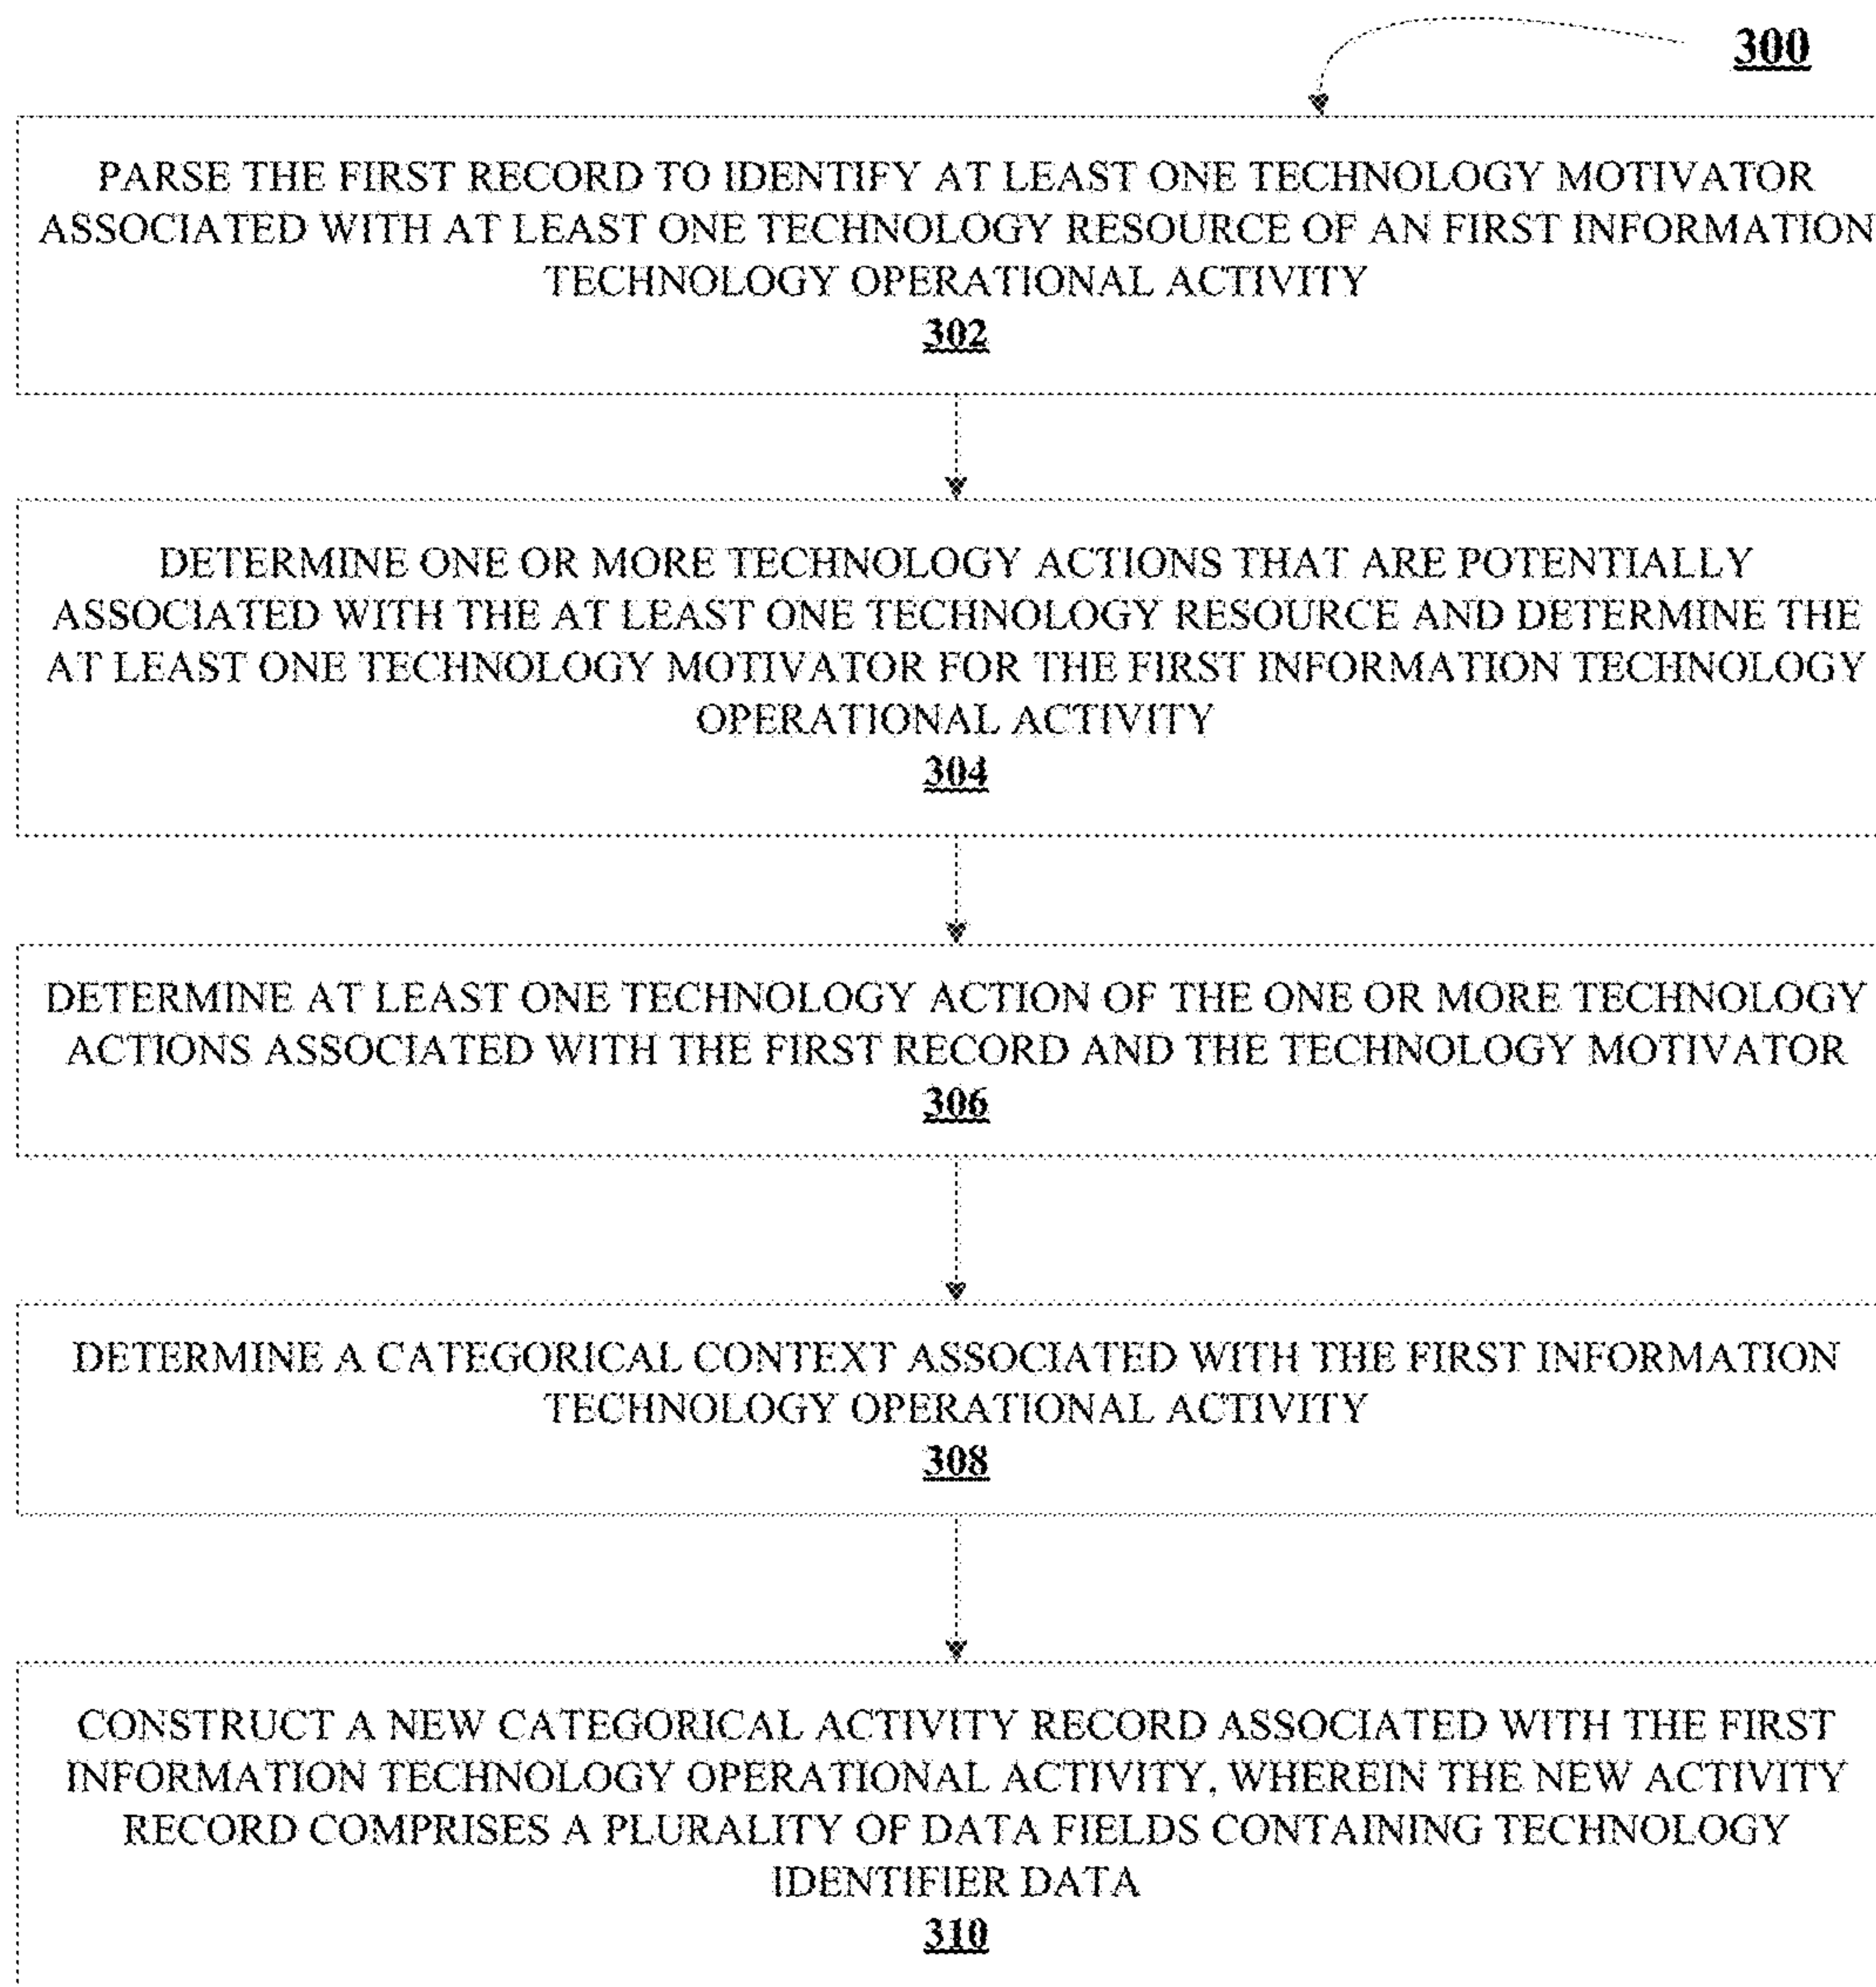 300
PARSE THE FIRST RECORD TO IDENTIFY AT LEAST ONE TECHNOLOGY MOTIVATOR
ASSOCIATED WITH AT LEAST ONE TECHNOLOGY RESOURCE OF AN FIRST INFORMATION
TECHNOLOGY OPERATIONAL ACTIVITY
302
DETERMINE ONE OR MORE TECHNOLOGY ACTIONS THAT ARE POTENTIALLY
ASSOCIATED WITH THE AT LEAST ONE TECHNOLOGY RESOURCE AND DETERMINE THE
AT LEAST ONE TECHNOLOGY MOTIVATOR FOR THE FIRST INFORMATION TECHNOLOGY
OPERATIONAL ACTIVITY
304
DETERMINE AT LEAST ONE TECHNOLOGY ACTION OF THE ONE OR MORE TECHNOLOGY
ACTIONS ASSOCIATED WITH THE FIRST RECORD AND THE TECHNOLOGY MOTIVATOR
306
DETERMINE A CATEGORICAL CONTEXT ASSOCIATED WITH THE FIRST INFORMATION
TECHNOLOGY OPERATIONAL ACTIVITY
308
CONSTRUCT A NEW CATEGORICAL ACTIVITY RECORD ASSOCIATED WITH THE FIRST
INFORMATION TECHNOLOGY OPERATIONAL ACTIVITY, WHEREIN THE NEW ACTIVITY
RECORD COMPRISES A PLURALITY OF DATA FIELDS CONTAINING TECHNOLOGY
IDENTIFIER DATA
310